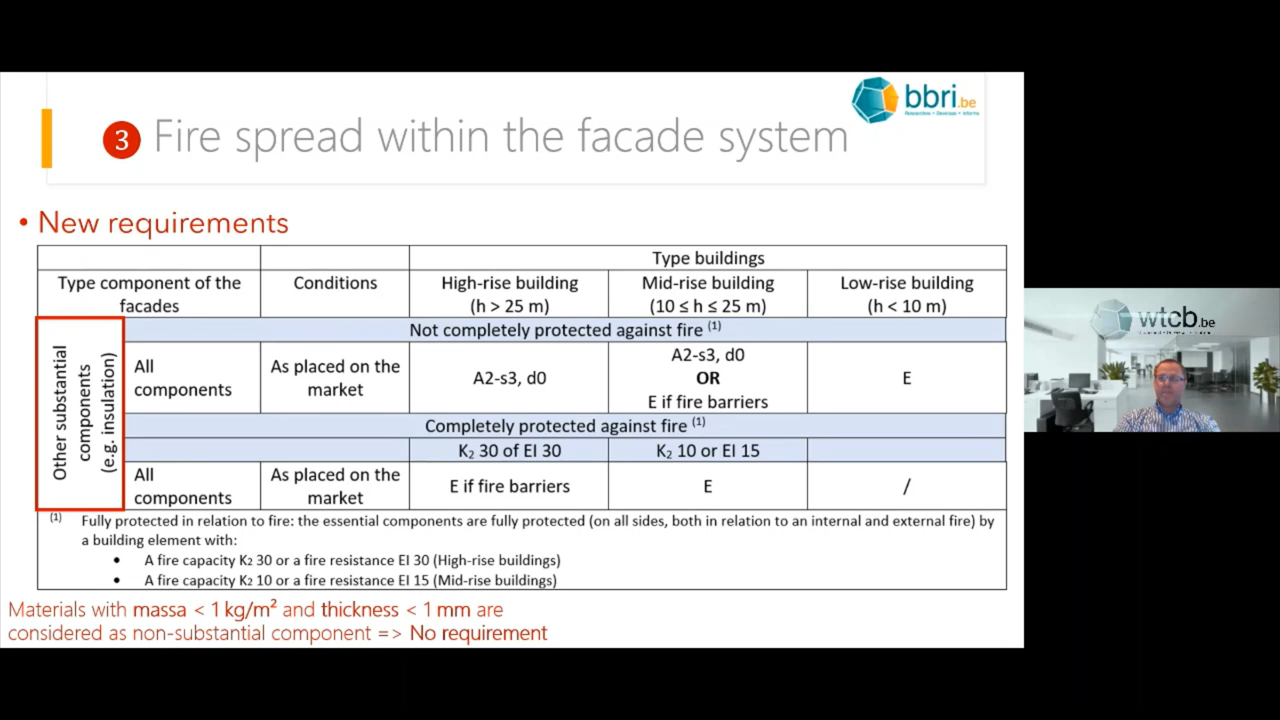 bbri.be
Researches • Develops • Informs
3 Fire spread within the facade system
• New requirements
Type buildings
Type component of the facades
Conditions
High-rise building (h > 25 m)
Mid-rise building (10 ≤ h ≤ 25 m)
Low-rise building (h < 10 m)
Other substantial components (e.g. insulation)
Not completely protected against fire (1)
All components
As placed on the market
A2-s3, d0
A2-s3, d0
OR
E if fire barriers
E
Completely protected against fire (1)
K2 30 of EI 30
K2 10 or EI 15
All components
As placed on the market
E if fire barriers
E
/
(1) Fully protected in relation to fire: the essential components are fully protected (on all sides, both in relation to an internal and external fire) by
a building element with:
• A fire capacity K2 30 or a fire resistance EI 30 (High-rise buildings)
• A fire capacity K2 10 or a fire resistance EI 15 (Mid-rise buildings)
Materials with massa < 1 kg/m² and thickness < 1 mm are
considered as non-substantial component => No requirement
wtcb.be